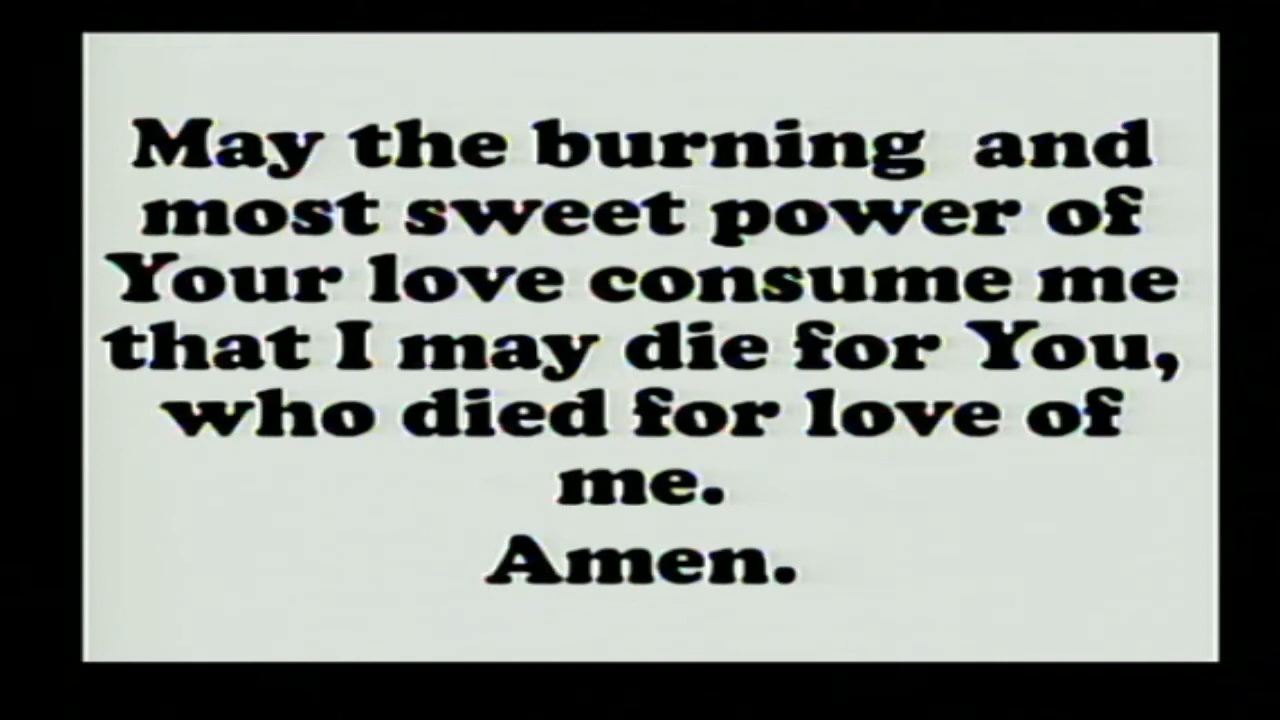 May the burning and
most sweet power of
Your love consume me
that I may die for You,
who died for love of
me.
Amen.